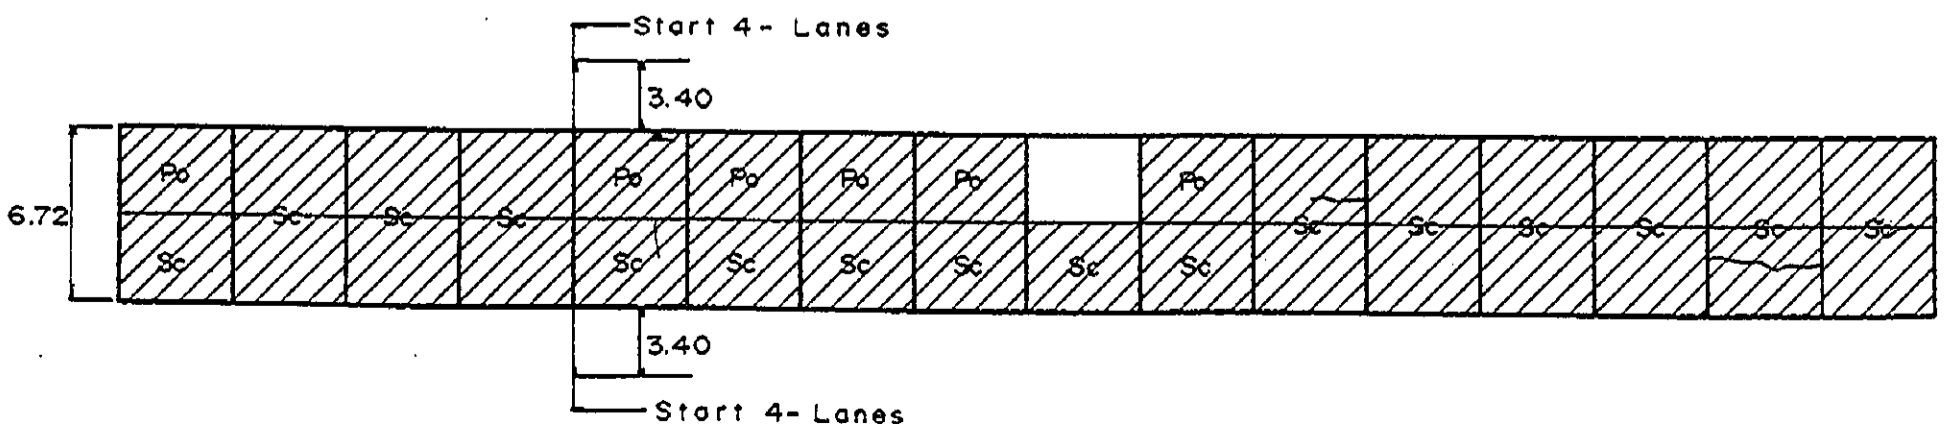 Start 4- Lanes
3.40
6.72
Po Po Po Po Po Po
Sc Sc Sc Sc Sc Sc Sc Sc Sc
Sc Sc Sc Sc Sc Sc Sc
3.40
Start 4- Lanes